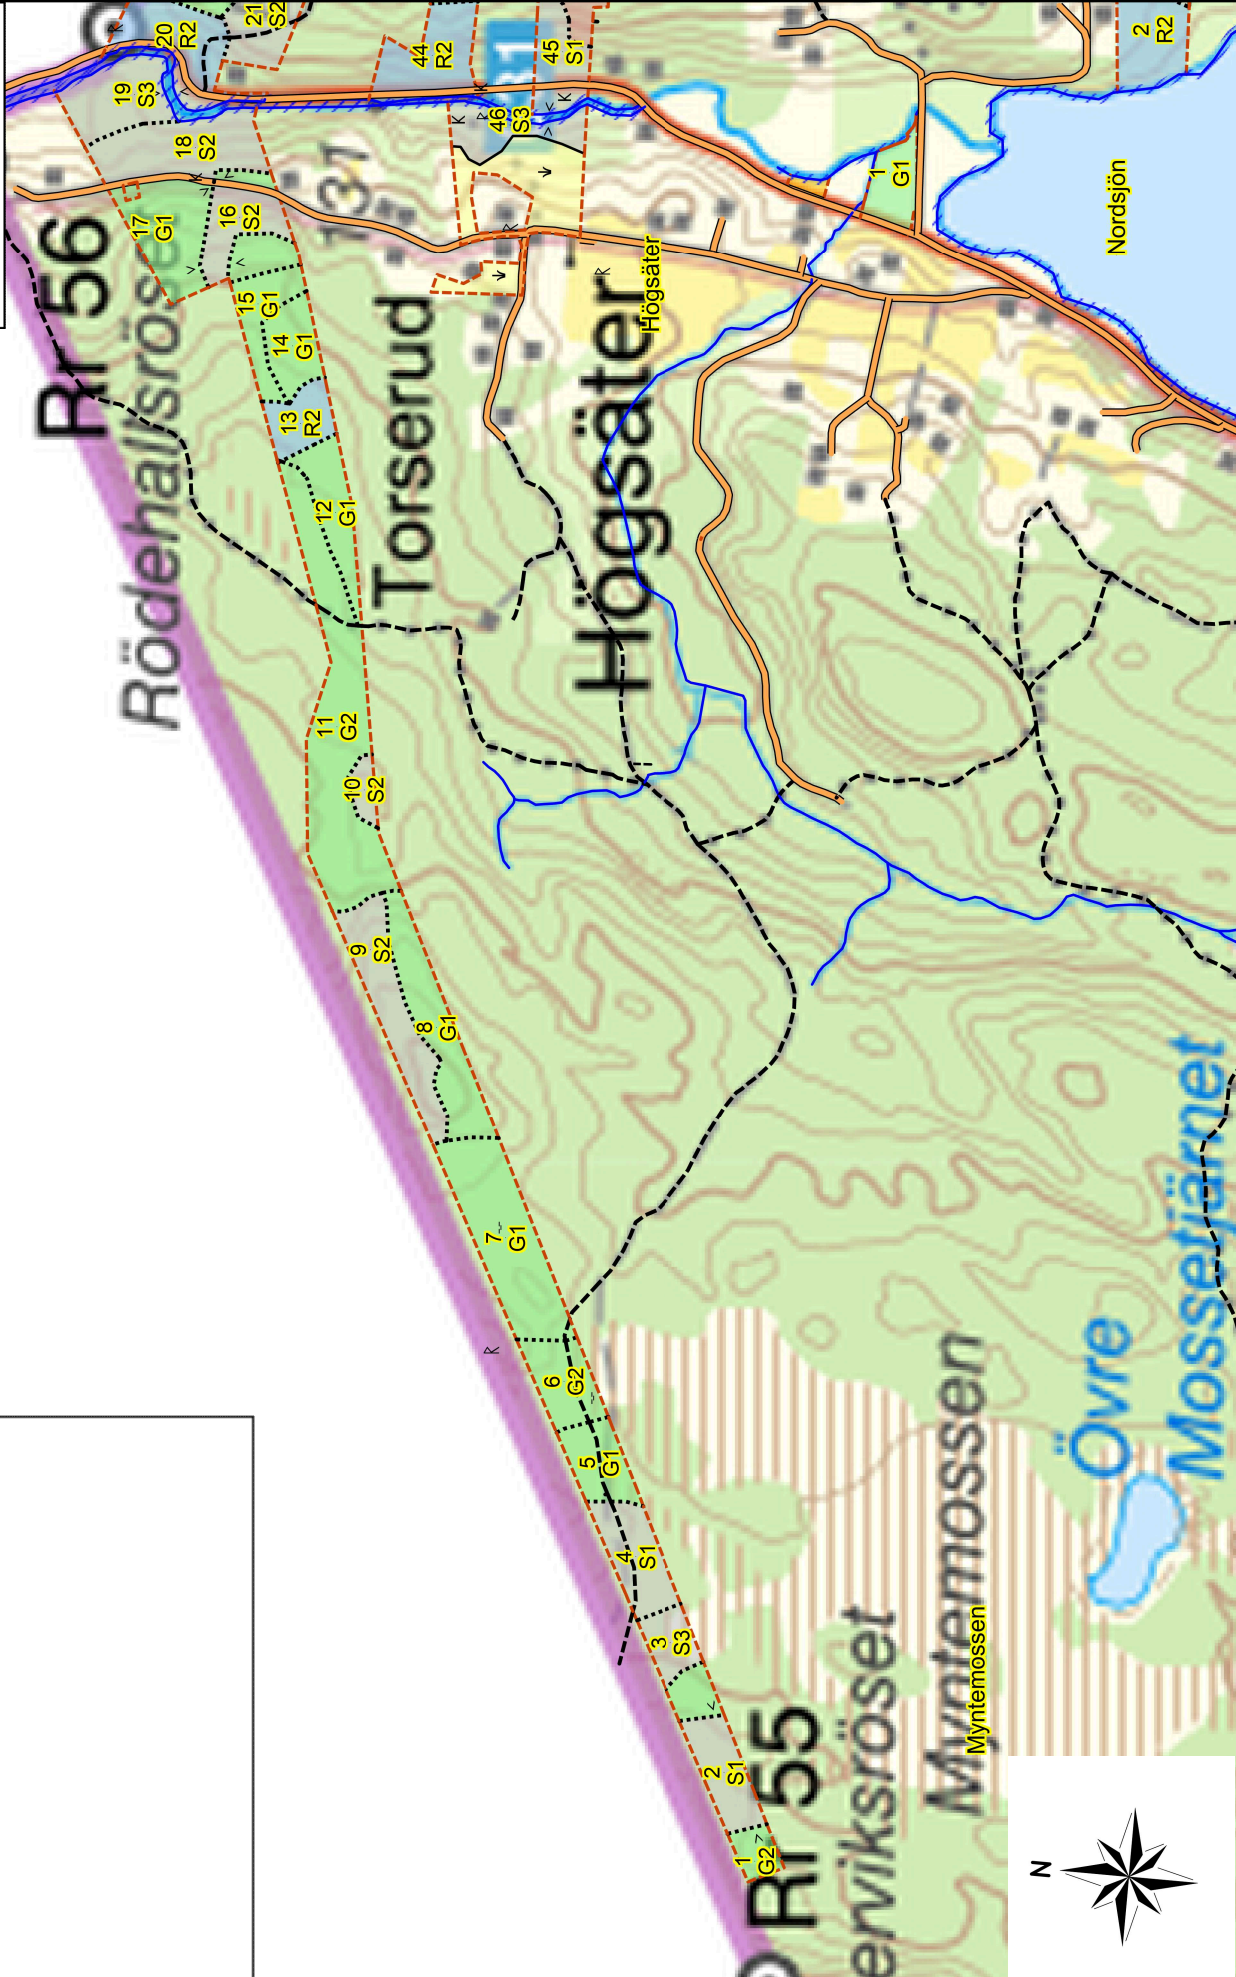 Rr 56
Rödehallsröset
131
Torserud
Högsäter
Högsäter
Nordsjön
Övre
Mossetjärnet
Myntemossen
Myntemossen
Rr 55
erviksröset
N
1
G2
2
S1
3
S3
4
S1
5
G1
6
G2
7
G1
8
G1
9
S2
10
S2
11
G2
12
G1
13
R2
14
G1
15
G1
16
S2
17
G1
18
S2
19
S3
20
R2
21
S2
44
R2
45
S1
46
S3
31
1
G1
2
R2
R
R
R
R
K
K
K
K